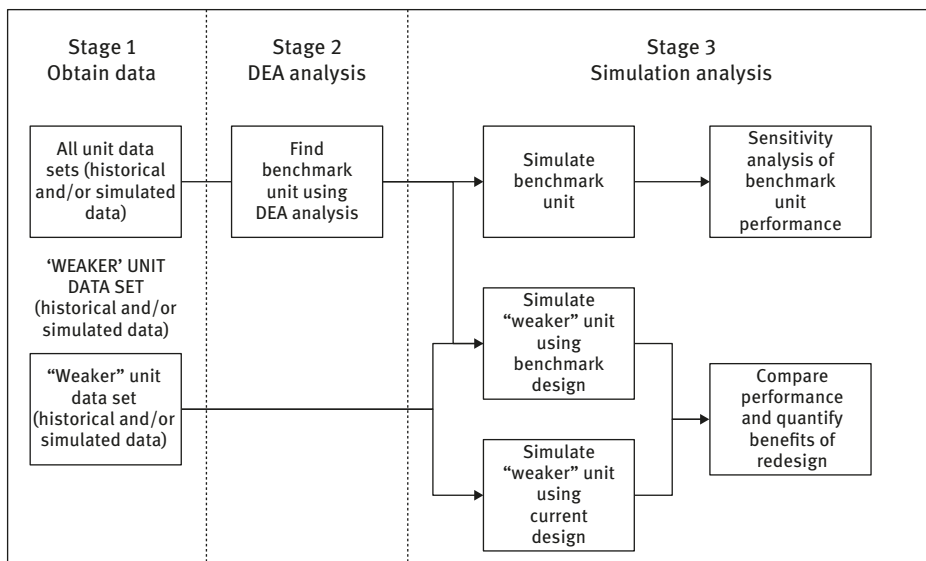 Stage 1
Obtain data
Stage 2
DEA analysis
Stage 3
Simulation analysis
All unit data
sets (historical
and/or simulated
data)
Find
benchmark
unit using
DEA analysis
Simulate
benchmark
unit
Sensitivity
analysis of
benchmark
unit
performance
‘WEAKER’ UNIT
DATA SET
(historical and/or
simulated data)
“Weaker” unit
data set
(historical and/or
simulated data)
Simulate
“weaker” unit
using
benchmark
design
Simulate
“weaker” unit
using
current
design
Compare
performance
and quantify
benefits of
redesign